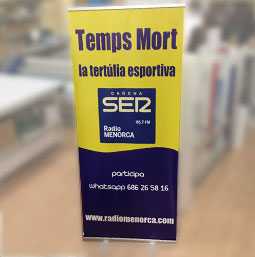 Temps Mort
la tertúlia esportiva
CADENA
SER
95.7 FM
Radio
MENORCA
participa
whatsapp 686 26 58 16
www.radiomenorca.com